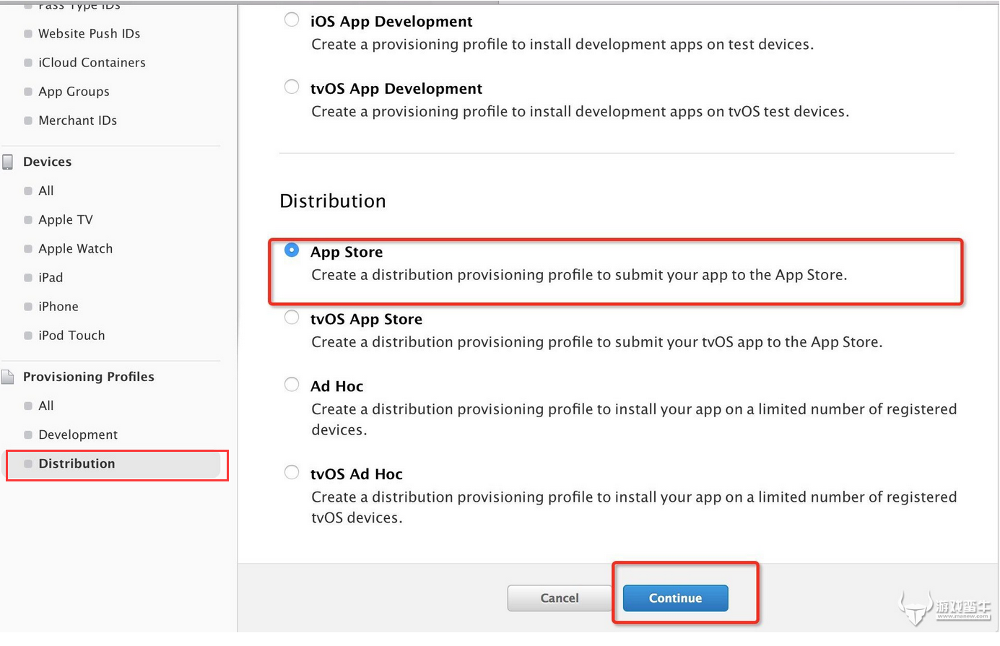 Pass Type IDs
Website Push IDs
iCloud Containers
App Groups
Merchant IDs
Devices
All
Apple TV
Apple Watch
iPad
iPhone
iPod Touch
Provisioning Profiles
All
Development
Distribution
iOS App Development
Create a provisioning profile to install development apps on test devices.
tvOS App Development
Create a provisioning profile to install development apps on tvOS test devices.
Distribution
App Store
Create a distribution provisioning profile to submit your app to the App Store.
tvOS App Store
Create a distribution provisioning profile to submit your tvOS app to the App Store.
Ad Hoc
Create a distribution provisioning profile to install your app on a limited number of registered
devices.
tvOS Ad Hoc
Create a distribution provisioning profile to install your app on a limited number of registered
tvOS devices.
Cancel
Continue
游戏蛮牛
www.manew.com